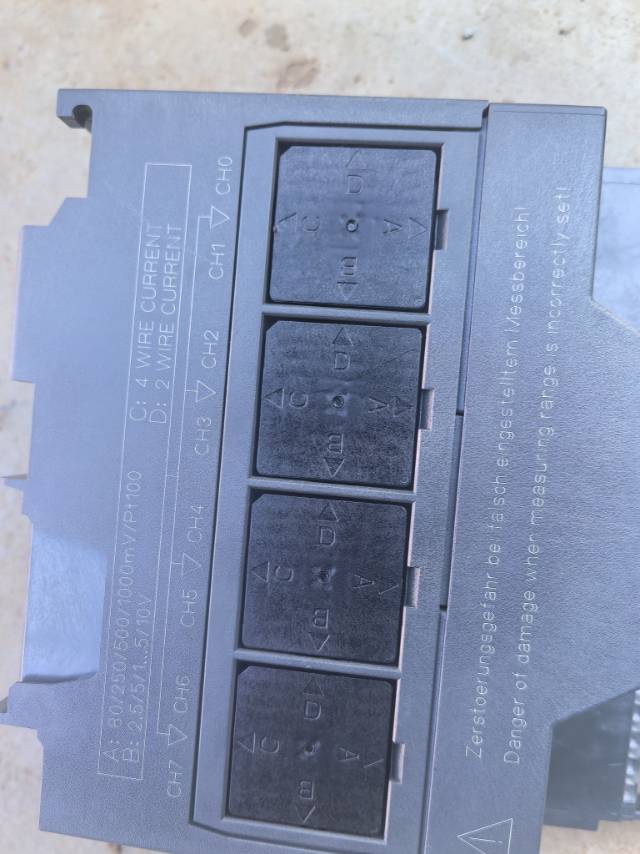 A: 80/250/500/1000mV/Pt100 C: 4 WIRE CURRENT
B: 2.5/5/1...5/10V D: 2 WIRE CURRENT
CH7 CH6
CH5 CH4
CH3 CH2
CH1 CH0
D
C A
B
D
C A
B
D
C A
B
D
C A
B
Zerstoerungsgefahr bei falsch eingestelltem Messbereich!
Danger of damage when measuring range is incorrectly set!